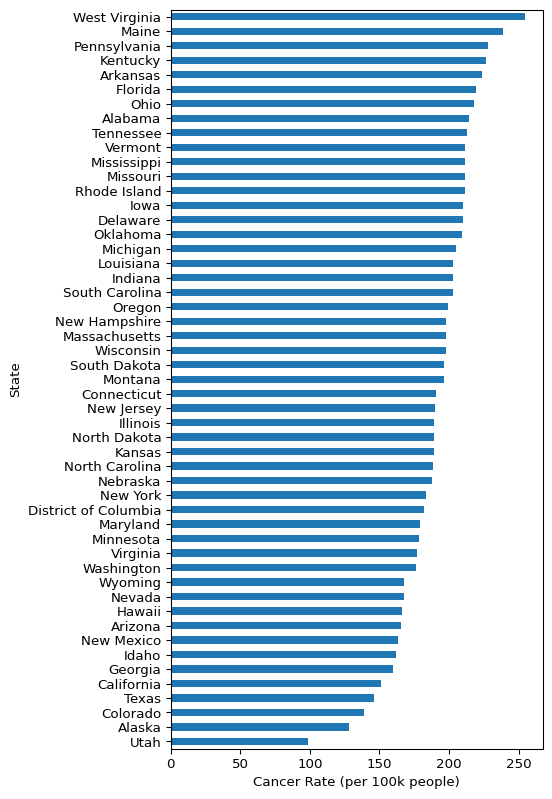 West Virginia
Maine
Pennsylvania
Kentucky
Arkansas
Florida
Ohio
Alabama
Tennessee
Vermont
Mississippi
Missouri
Rhode Island
Iowa
Delaware
Oklahoma
Michigan
Louisiana
Indiana
South Carolina
Oregon
New Hampshire
Massachusetts
Wisconsin
South Dakota
Montana
Connecticut
New Jersey
Illinois
North Dakota
Kansas
North Carolina
Nebraska
New York
District of Columbia
Maryland
Minnesota
Virginia
Washington
Wyoming
Nevada
Hawaii
Arizona
New Mexico
Idaho
Georgia
California
Texas
Colorado
Alaska
Utah
State
0 50 100 150 200 250
Cancer Rate (per 100k people)